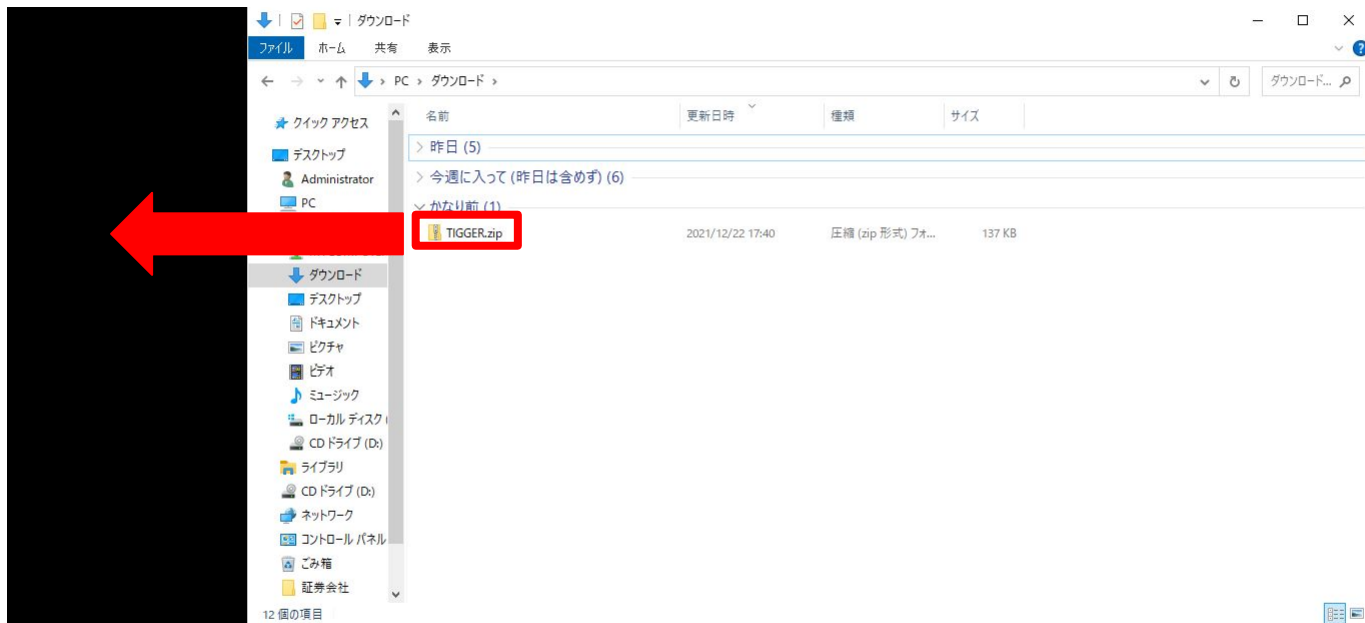 ダウンロード
ファイル ホーム 共有 表示
PC › ダウンロード ›
ダウンロード...
名前 更新日時 種類 サイズ
クイック アクセス
デスクトップ
Administrator
PC
ダウンロード
デスクトップ
ドキュメント
ピクチャ
ビデオ
ミュージック
ローカル ディスク (
CD ドライブ (D:)
ライブラリ
CD ドライブ (D:)
ネットワーク
コントロール パネル
ごみ箱
証券会社
昨日 (5)
今週に入って (昨日は含めず) (6)
かなり前 (1)
TIGGER.zip 2021/12/22 17:40 圧縮 (zip 形式) フォ... 137 KB
12 個の項目